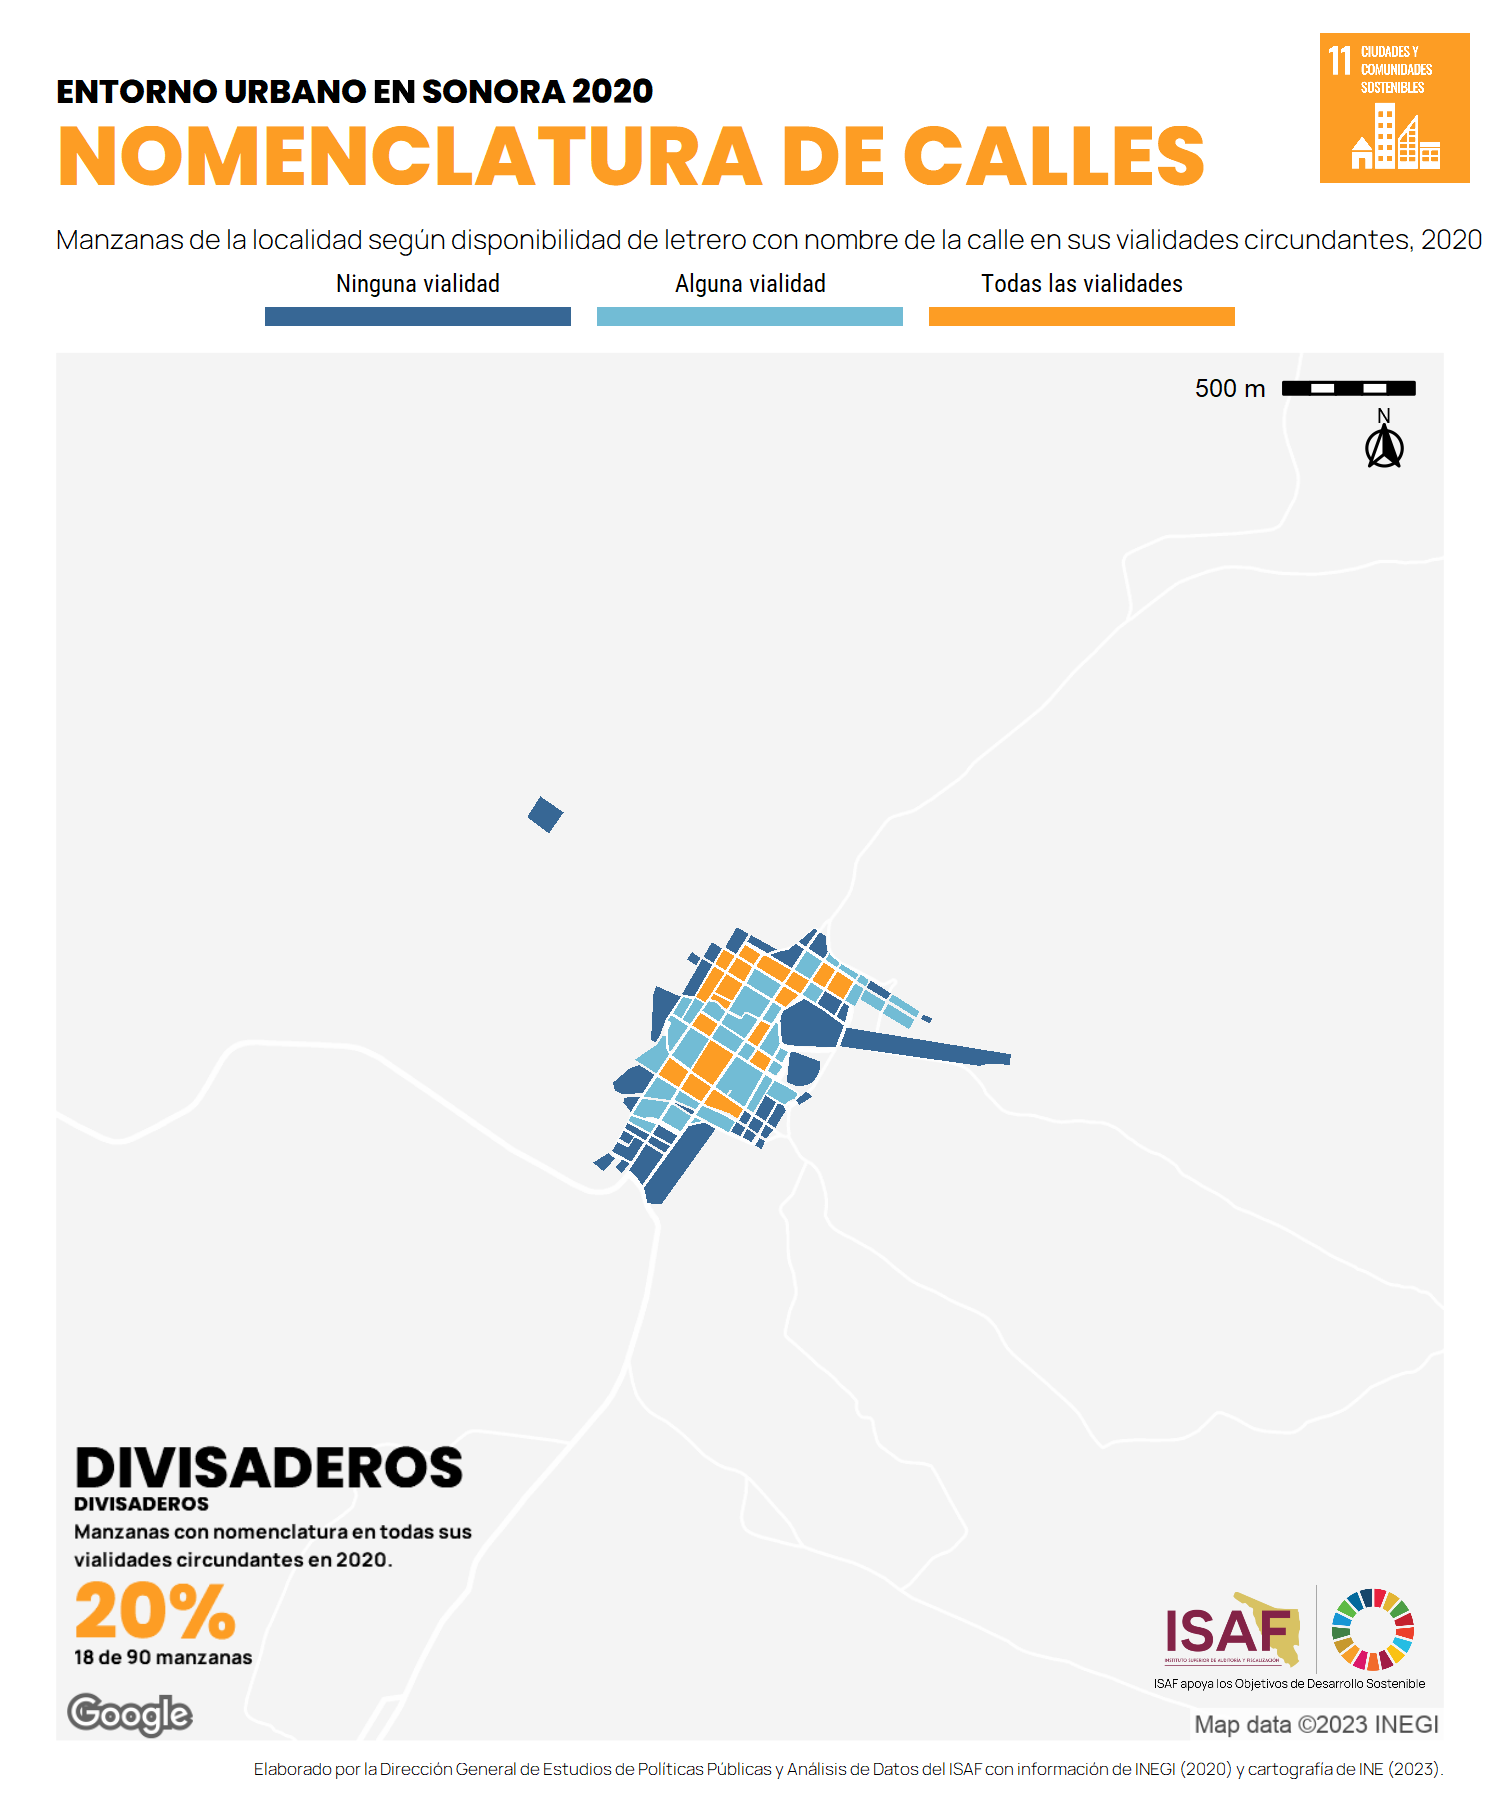 ENTORNO URBANO EN SONORA 2020
NOMENCLATURA DE CALLES
11 CIUDADES Y
COMUNIDADES
SOSTENIBLES
Manzanas de la localidad según disponibilidad de letrero con nombre de la calle en sus vialidades circundantes, 2020
Ninguna vialidad
Alguna vialidad
Todas las vialidades
500 m
N
DIVISADEROS
DIVISADEROS
Manzanas con nomenclatura en todas sus
vialidades circundantes en 2020.
20%
18 de 90 manzanas
Google
ISAF
INSTITUTO SUPERIOR DE AUDITORÍA Y FISCALIZACIÓN
ISAF apoya los Objetivos de Desarrollo Sostenible
Map data ©2023 INEGI
Elaborado por la Dirección General de Estudios de Políticas Públicas y Análisis de Datos del ISAF con información de INEGI (2020) y cartografía de INE (2023).